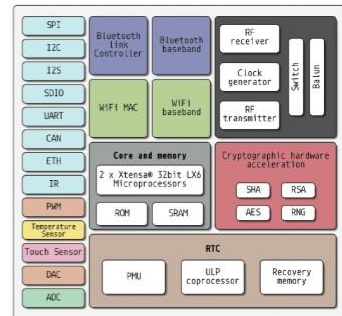 SPI
I2C
I2S
SDIO
UART
CAN
ETH
IR
PWM
Temperature
Sensor
Touch Sensor
DAC
ADC
Bluetooth
link
Controller
Bluetooth
baseband
WiFi MAC
WiFi
baseband
RF
receiver
Clock
generator
RF
transmitter
Switch
Balun
Core and memory
2 x Xtensa® 32bit LX6
Microprocessors
ROM
SRAM
Cryptographic hardware
acceleration
SHA
RSA
AES
RNG
RTC
PMU
ULP
coprocessor
Recovery
memory